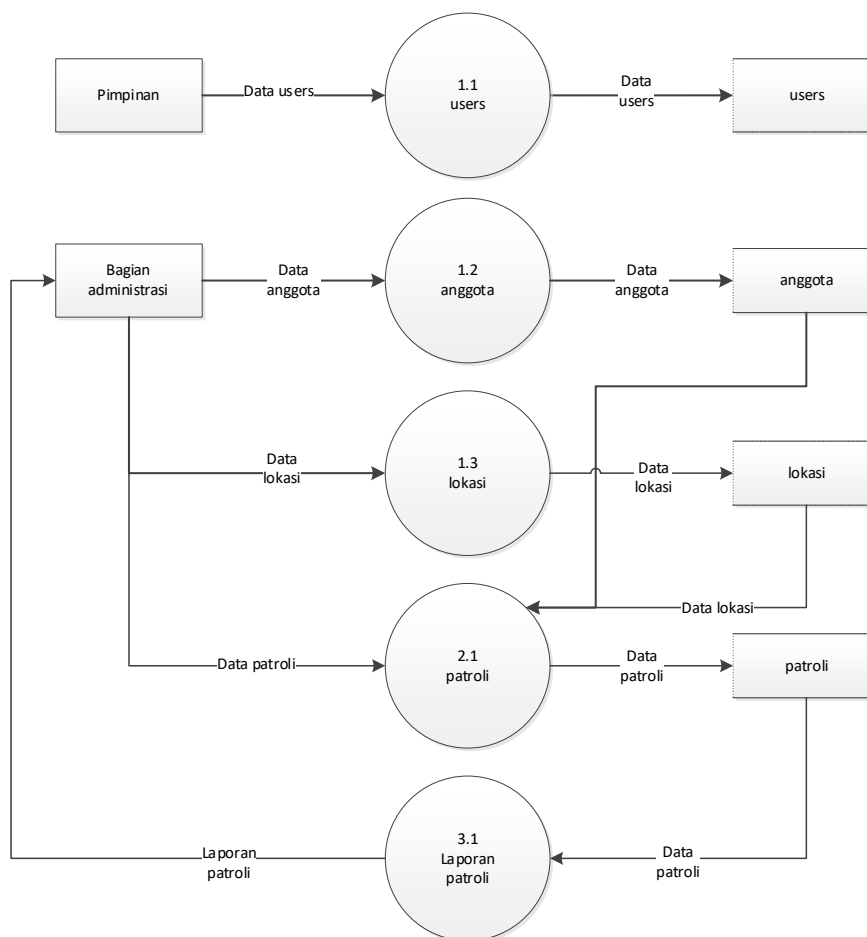 Pimpinan
Data users
1.1
users
Data
users
users
Bagian
administrasi
Data
anggota
1.2
anggota
Data
anggota
anggota
Data
lokasi
1.3
lokasi
Data
lokasi
lokasi
Data lokasi
Data patroli
2.1
patroli
Data
patroli
patroli
Laporan
patroli
3.1
Laporan
patroli
Data
patroli